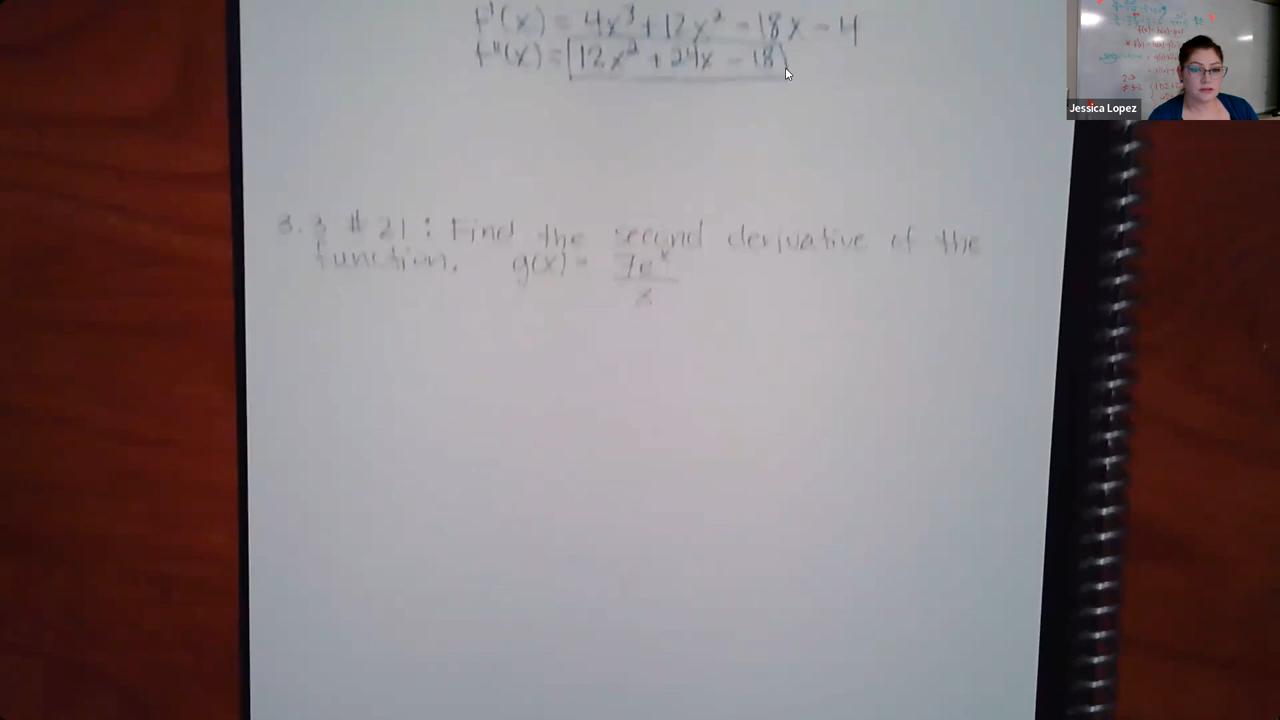 f'(x) = 4x³ + 12x² - 18x - 4
f''(x) = 12x² + 24x - 18
Jessica Lopez
3.3 # 21 : Find the second derivative of the
function. g(x) = 7eˣ
x